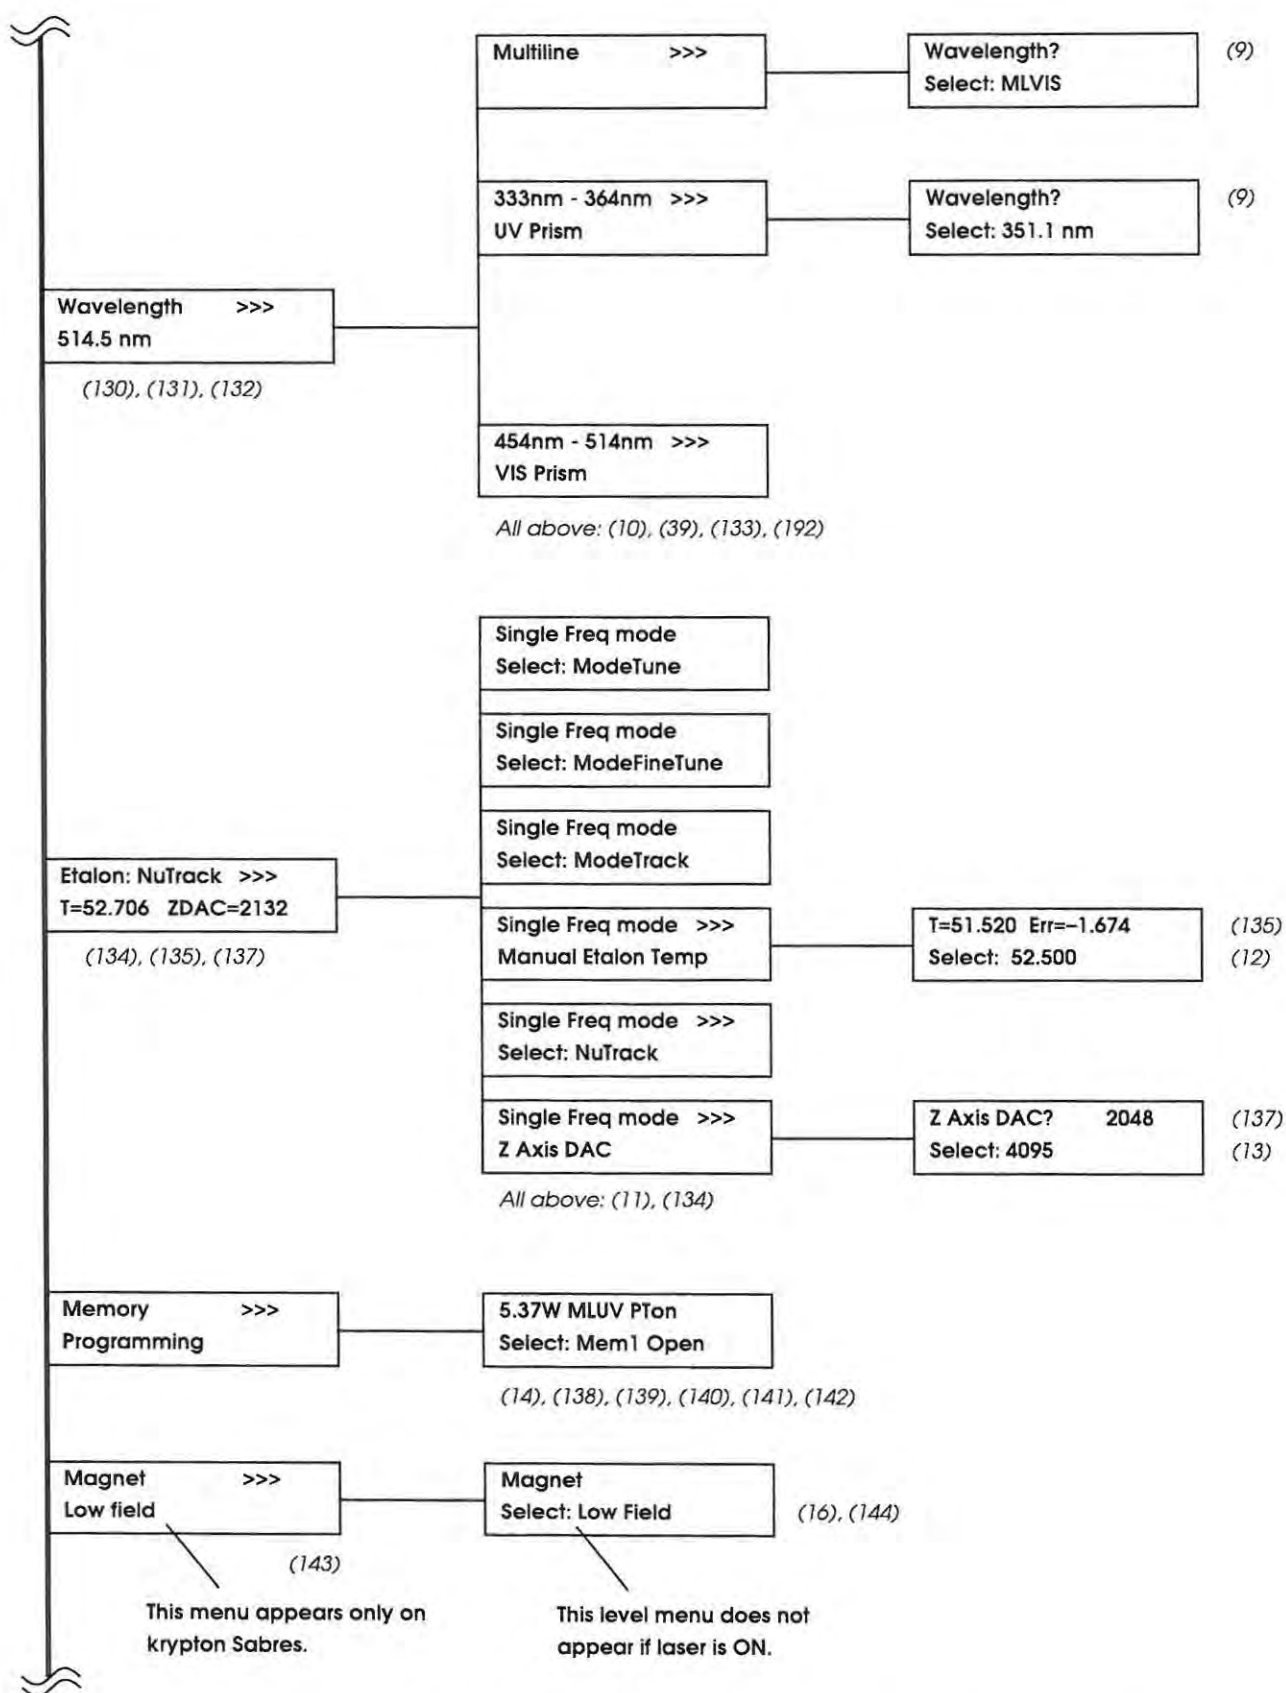 Multiline >>>
Wavelength?
Select: MLVIS
(9)
333nm - 364nm >>>
UV Prism
Wavelength?
Select: 351.1 nm
(9)
Wavelength >>>
514.5 nm
(130), (131), (132)
454nm - 514nm >>>
VIS Prism
All above: (10), (39), (133), (192)
Single Freq mode
Select: ModeTune
Single Freq mode
Select: ModeFineTune
Single Freq mode
Select: ModeTrack
Etalon: NuTrack >>>
T=52.706 ZDAC=2132
(134), (135), (137)
Single Freq mode >>>
Manual Etalon Temp
T=51.520 Err=–1.674
Select: 52.500
(135)
(12)
Single Freq mode >>>
Select: NuTrack
Single Freq mode >>>
Z Axis DAC
Z Axis DAC? 2048
Select: 4095
(137)
(13)
All above: (11), (134)
Memory >>>
Programming
5.37W MLUV PTon
Select: Mem1 Open
(14), (138), (139), (140), (141), (142)
Magnet >>>
Low field
(143)
Magnet
Select: Low Field
(16), (144)
This menu appears only on
krypton Sabres.
This level menu does not
appear if laser is ON.